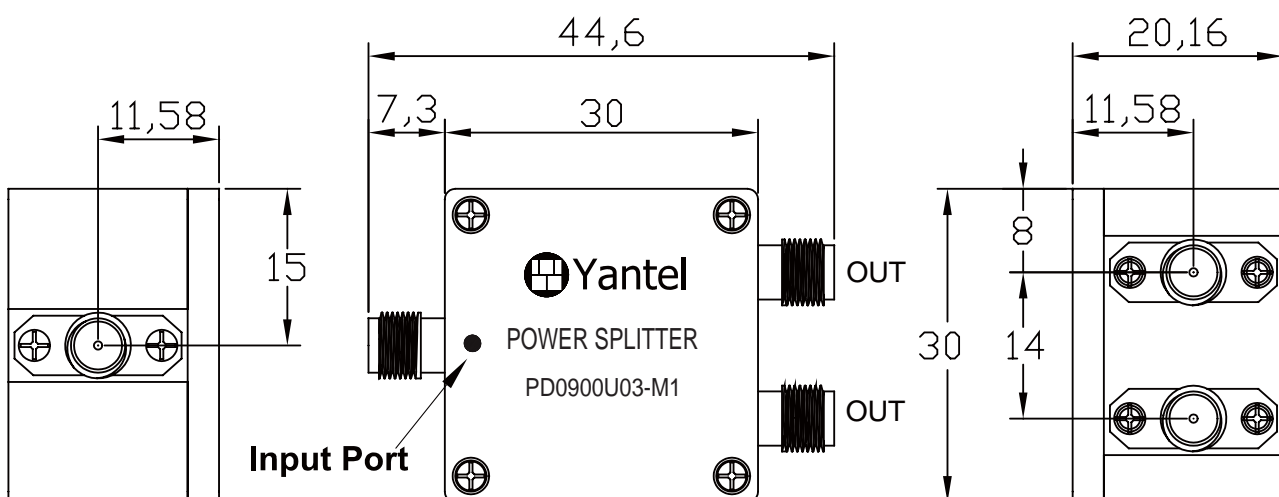 44,6
20,16
7,3
30
11,58
11,58
8
15
Yantel
OUT
POWER SPLITTER
30
14
PD0900U03-M1
OUT
Input Port